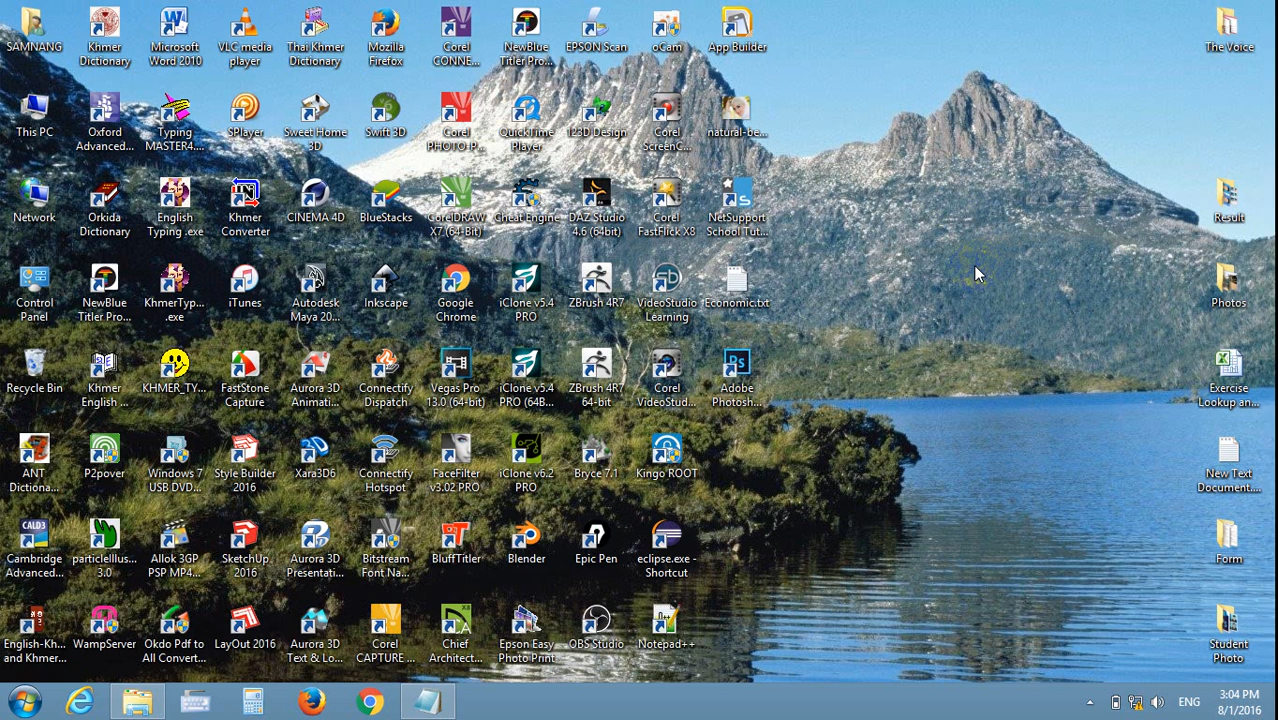 SAMNANG
Khmer
Dictionary
Microsoft
Word 2010
VLC media
player
Thai Khmer
Dictionary
Mozilla
Firefox
Corel
CONNE...
NewBlue
Titler Pro...
EPSON Scan
oCam
App Builder
The Voice
This PC
Oxford
Advanced...
Typing
MASTER4....
SPlayer
Sweet Home
3D
Swift 3D
Corel
PHOTO-P...
QuickTime
Player
123D Design
Corel
ScreenC...
natural-be...
Network
Orkida
Dictionary
English
Typing .exe
Khmer
Converter
CINEMA 4D
BlueStacks
CorelDRAW
X7 (64-Bit)
Cheat Engine
DAZ Studio
4.6 (64bit)
Corel
FastFlick X8
NetSupport
School Tut...
Result
Control
Panel
NewBlue
Titler Pro...
KhmerTyp...
.exe
iTunes
Autodesk
Maya 20...
Inkscape
Google
Chrome
iClone v5.4
PRO
ZBrush 4R7
VideoStudio
Learning
Economic.txt
Photos
Recycle Bin
Khmer
English ...
KHMER_TY...
FastStone
Capture
Aurora 3D
Animati...
Connectify
Dispatch
Vegas Pro
13.0 (64-bit)
iClone v5.4
PRO (64B...
ZBrush 4R7
64-bit
Corel
VideoStud...
Ps
Adobe
Photosh...
Exercise
Lookup an...
ANT
Dictiona...
P2pover
Windows 7
USB DVD...
Style Builder
2016
Xara3D6
Connectify
Hotspot
FaceFilter
v3.02 PRO
iClone v6.2
PRO
Bryce 7.1
Kingo ROOT
New Text
Document....
CALD3
Cambridge
Advanced...
particleIllus...
3.0
Allok 3GP
PSP MP4...
SketchUp
2016
Aurora 3D
Presentati...
Bitstream
Font Na...
BluffTitler
Blender
Epic Pen
eclipse.exe -
Shortcut
Form
English-Kh...
and Khmer...
WampServer
Okdo Pdf to
All Convert...
LayOut 2016
Aurora 3D
Text & Lo...
Corel
CAPTURE ...
Chief
Architect...
Epson Easy
Photo Print
OBS Studio
Notepad++
Student
Photo
ENG
3:04 PM
8/1/2016